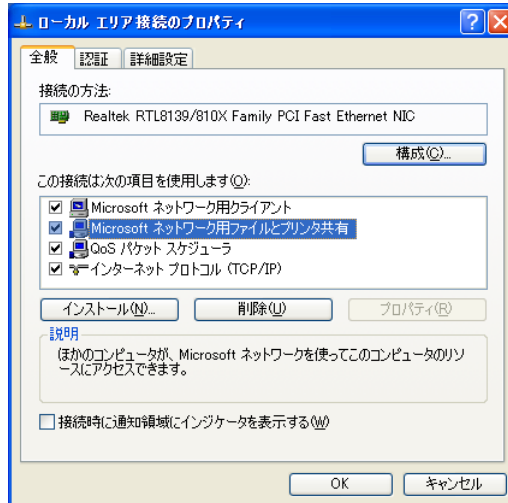 ローカル エリア接続のプロパティ
全般 認証 詳細設定
接続の方法:
Realtek RTL8139/810X Family PCI Fast Ethernet NIC
構成(C)...
この接続は次の項目を使用します(O):
Microsoft ネットワーク用クライアント
Microsoft ネットワーク用ファイルとプリンタ共有
QoS パケット スケジューラ
インターネット プロトコル (TCP/IP)
インストール(N)... 削除(U) プロパティ(R)
説明
ほかのコンピュータが、Microsoft ネットワークを使ってこのコンピュータのリソ
ースにアクセスできます。
接続時に通知領域にインジケータを表示する(W)
OK キャンセル